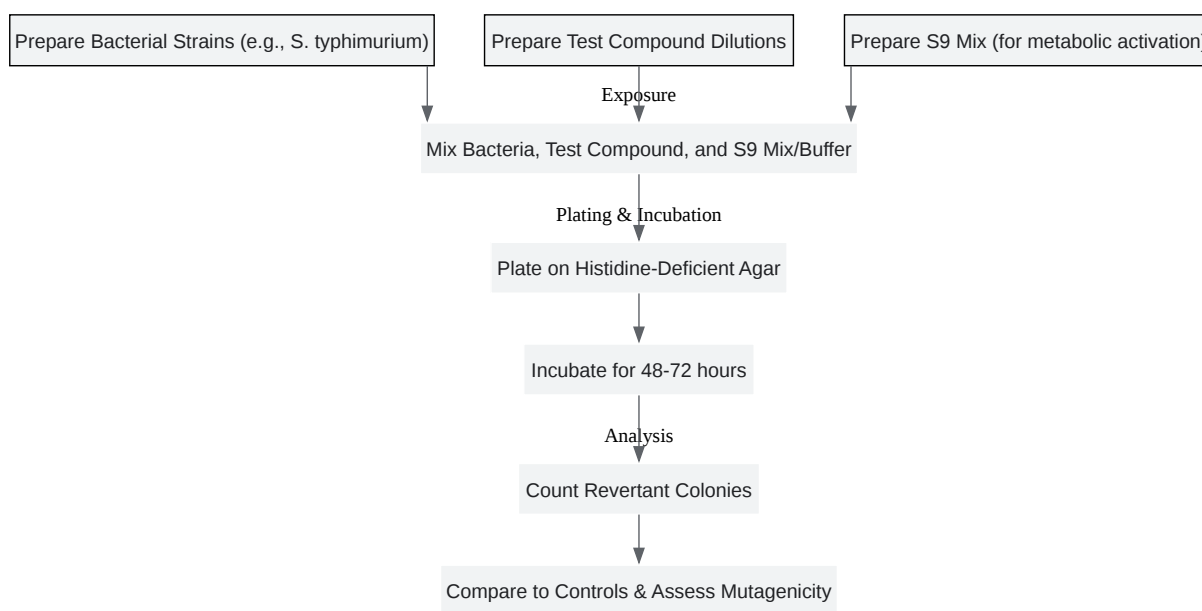 Prepare Bacterial Strains (e.g., S. typhimurium)
Prepare Test Compound Dilutions
Prepare S9 Mix (for metabolic activation)
Exposure
Mix Bacteria, Test Compound, and S9 Mix/Buffer
Plating & Incubation
Plate on Histidine-Deficient Agar
Incubate for 48-72 hours
Analysis
Count Revertant Colonies
Compare to Controls & Assess Mutagenicity